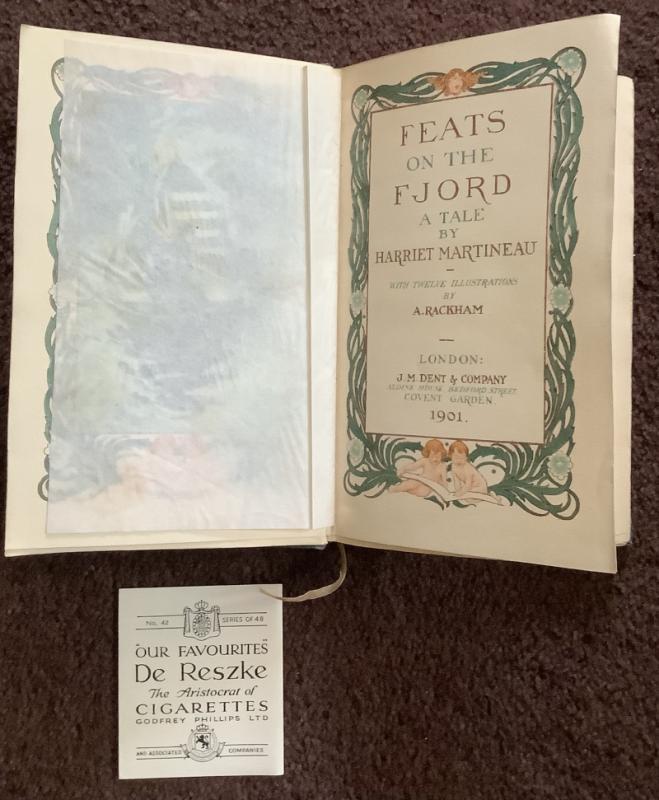 FEATS
ON THE
FJORD
A TALE
BY
HARRIET MARTINEAU
WITH TWELVE ILLUSTRATIONS
BY
A. RACKHAM
LONDON:
J. M. DENT & COMPANY
ALDINE HOUSE BEDFORD STREET
COVENT GARDEN.
1901.
No. 42 SERIES OF 48
"OUR FAVOURITES"
De Reszke
The Aristocrat of
CIGARETTES
GODFREY PHILLIPS LTD
AND ASSOCIATED COMPANIES